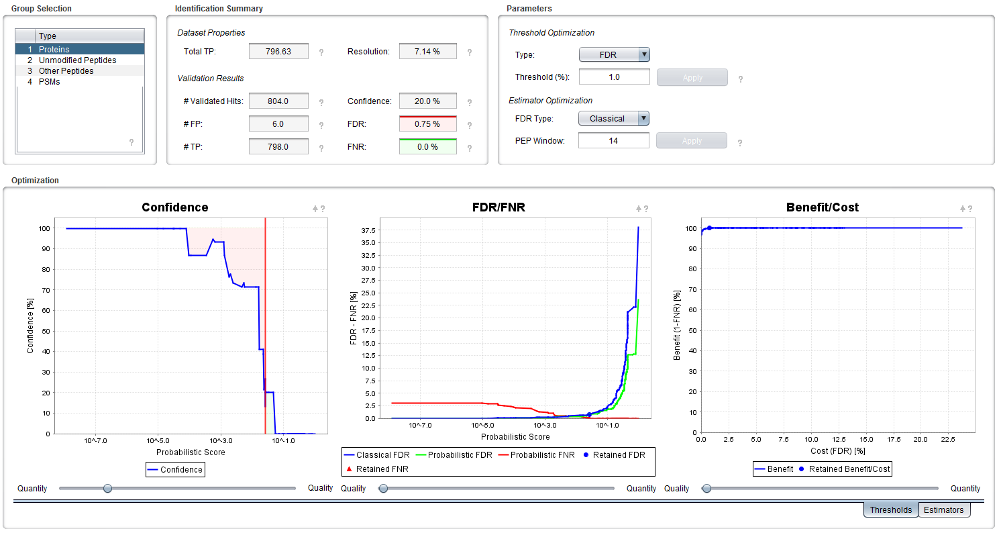 Group Selection
Type
1 Proteins
2 Unmodified Peptides
3 Other Peptides
4 PSMs
?
Identification Summary
Dataset Properties
Total TP: 796.63 ? Resolution: 7.14 % ?
Validation Results
# Validated Hits: 804.0 ? Confidence: 20.0 % ?
# FP: 6.0 ? FDR: 0.75 % ?
# TP: 798.0 ? FNR: 0.0 % ?
Parameters
Threshold Optimization
Type: FDR
Threshold (%): 1.0 Apply ?
Estimator Optimization
FDR Type: Classical
PEP Window: 14 Apply ?
Optimization
Confidence
?
Confidence [%]
100
90
80
70
60
50
40
30
20
10
0
10^-7.0 10^-5.0 10^-3.0 10^-1.0
Probabilistic Score
Confidence
Quantity Quality
FDR/FNR
?
FDR - FNR [%]
37.5
35.0
32.5
30.0
27.5
25.0
22.5
20.0
17.5
15.0
12.5
10.0
7.5
5.0
2.5
0.0
10^-7.0 10^-5.0 10^-3.0 10^-1.0
Probabilistic Score
Classical FDR Probabilistic FDR Probabilistic FNR Retained FDR
Retained FNR
Quality Quantity
Benefit/Cost
?
Benefit (1-FNR) [%]
100
90
80
70
60
50
40
30
20
10
0
0.0 2.5 5.0 7.5 10.0 12.5 15.0 17.5 20.0 22.5
Cost (FDR) [%]
Benefit Retained Benefit/Cost
Quality Quantity
Thresholds Estimators